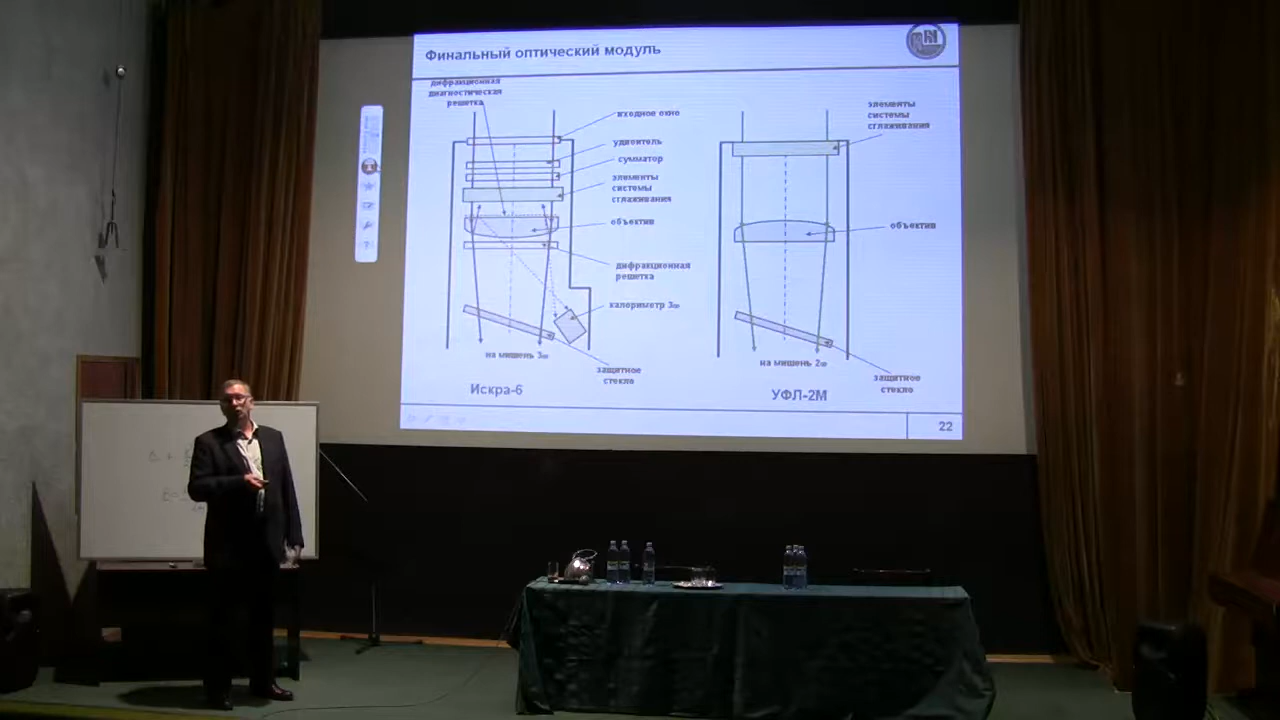 Финальный оптический модуль
дифракционная
диагностическая
решетка
входное окно
удвоитель
сумматор
элементы
системы
сглаживания
объектив
дифракционная
решетка
калориметр 3ω
на мишень 3ω
защитное
стекло
Искра-6
элементы
системы
сглаживания
объектив
на мишень 2ω
защитное
стекло
УФЛ-2М
22